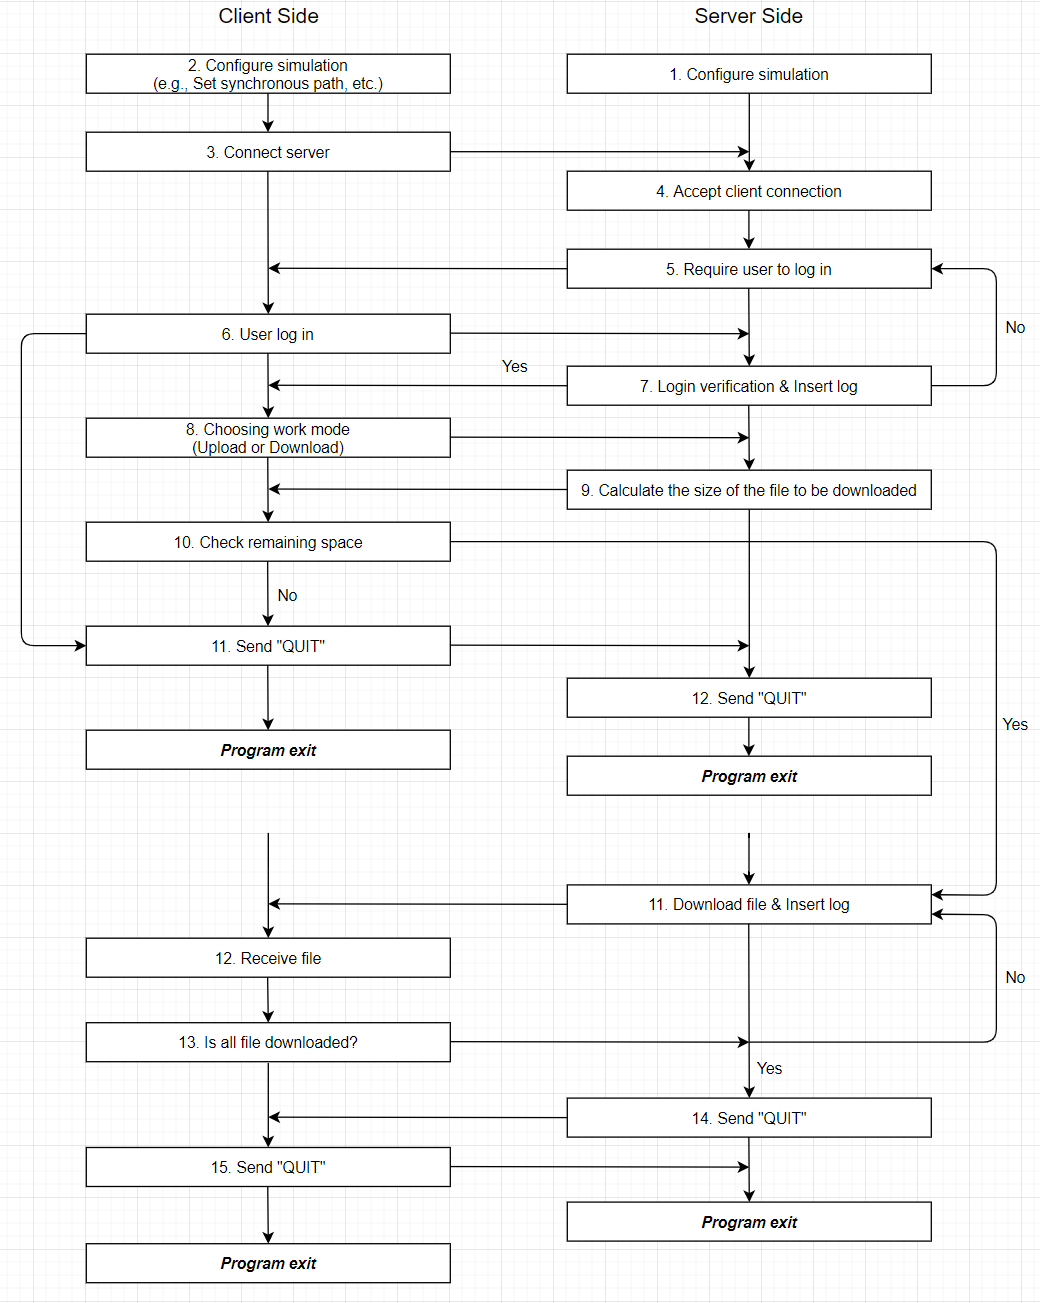 Client Side
Server Side
2. Configure simulation
(e.g., Set synchronous path, etc.)
1. Configure simulation
3. Connect server
4. Accept client connection
5. Require user to log in
No
6. User log in
Yes
7. Login verification & Insert log
8. Choosing work mode
(Upload or Download)
9. Calculate the size of the file to be downloaded
10. Check remaining space
No
11. Send "QUIT"
12. Send "QUIT"
Yes
Program exit
Program exit
11. Download file & Insert log
12. Receive file
No
13. Is all file downloaded?
Yes
14. Send "QUIT"
15. Send "QUIT"
Program exit
Program exit